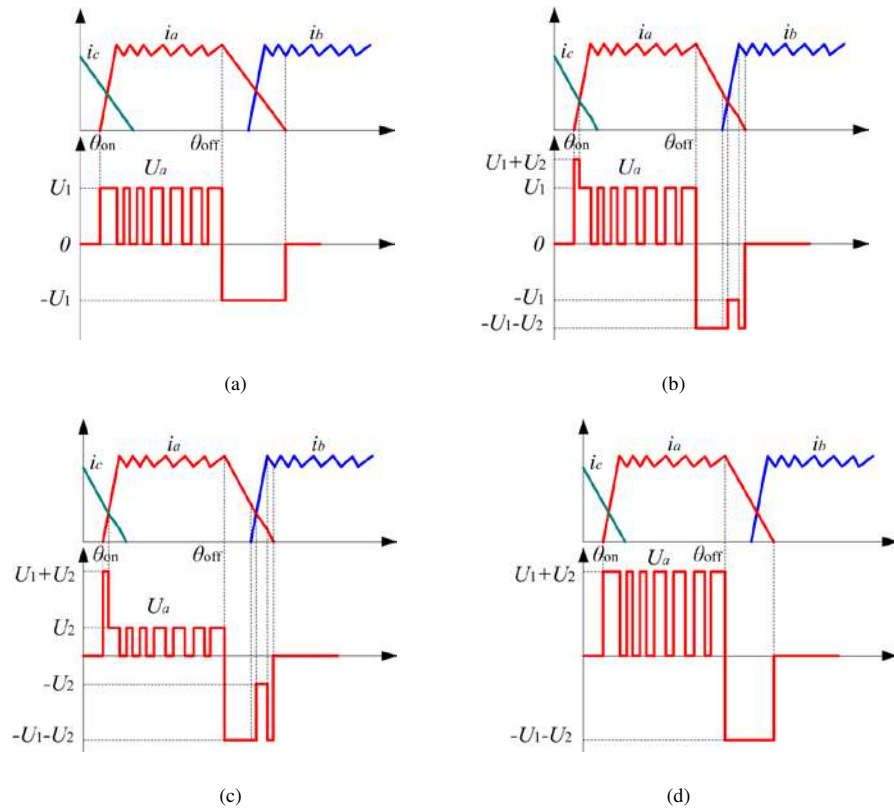 ic ia ib
θon θoff
Ua
U1
0
-U1
(a)
ic ia ib
θon θoff
U1+U2
Ua
U1
0
-U1
-U1-U2
(b)
ic ia ib
θon θoff
U1+U2
Ua
U2
-U2
-U1-U2
(c)
ic ia ib
θon Ua θoff
U1+U2
-U1-U2
(d)